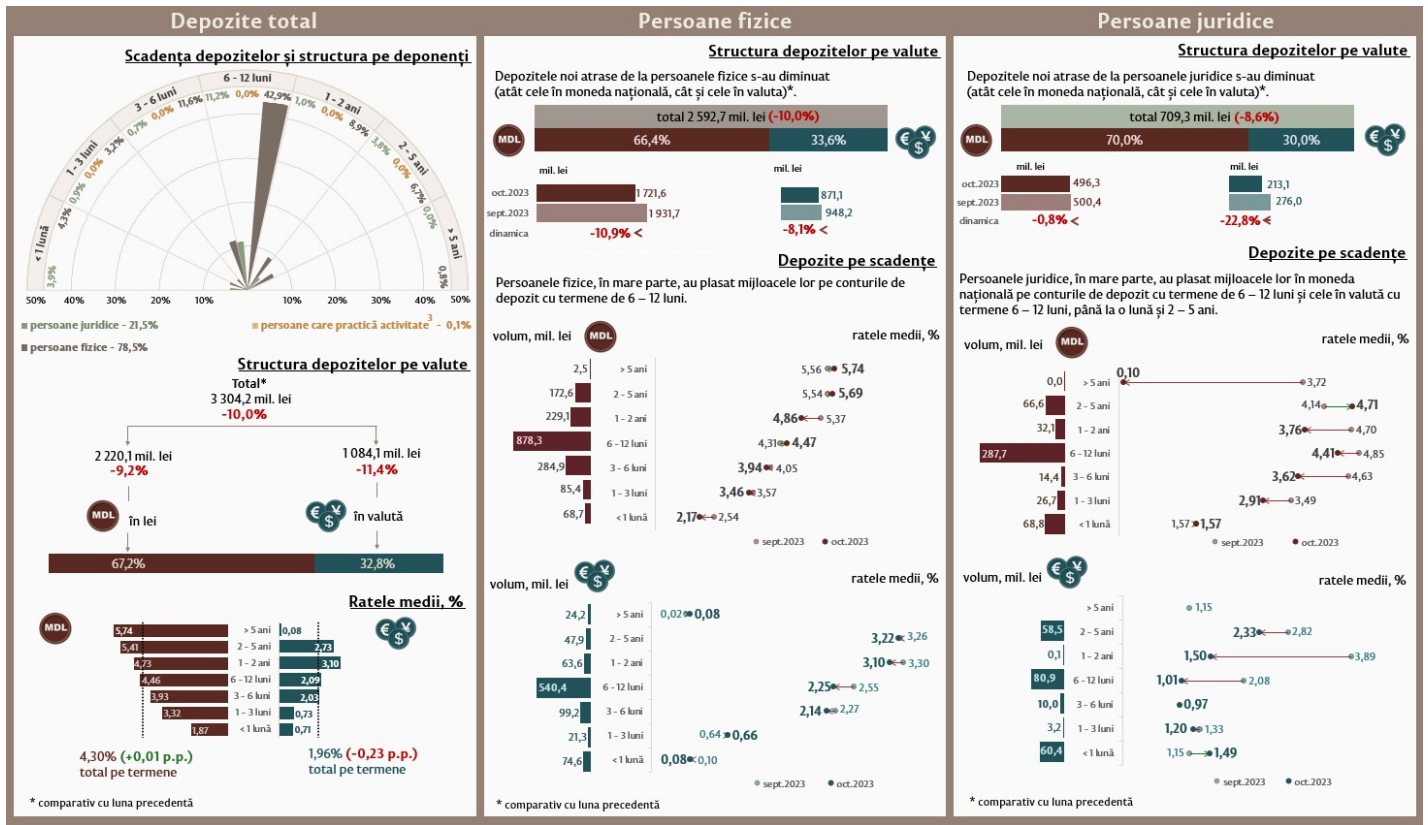 Depozite total
Scadența depozitelor și structura pe deponenți
< 1 lună
1 - 3 luni
3 - 6 luni
6 - 12 luni
1 - 2 ani
2 - 5 ani
> 5 ani
3,9%
4,3%
0,9%
0,0%
3,2%
0,7%
0,0%
11,6%
11,2%
0,0%
42,9%
1,0%
0,0%
8,9%
3,8%
0,0%
6,7%
0,0%
0,8%
50% 40% 30% 20% 10% 10% 20% 30% 40% 50%
persoane juridice – 21,5%
persoane care practică activitate3 - 0,1%
persoane fizice – 78,5%
Structura depozitelor pe valute
Total*
3 304,2 mil. lei
-10,0%
2 220,1 mil. lei
-9,2%
1 084,1 mil. lei
-11,4%
MDL în lei
€ ¥ $ în valută
67,2% 32,8%
Ratele medii, %
MDL
€ ¥ $
5,74 > 5 ani 0,08
5,41 2 - 5 ani 2,73
4,73 1 - 2 ani 3,10
4,46 6 - 12 luni 2,09
3,93 3 - 6 luni 2,03
3,32 1 - 3 luni 0,73
1,87 < 1 lună 0,71
4,30% (+0,01 p.p.)
total pe termene
1,96% (-0,23 p.p.)
total pe termene
* comparativ cu luna precedentă
Persoane fizice
Structura depozitelor pe valute
Depozitele noi atrase de la persoanele fizice s-au diminuat
(atât cele în moneda națională, cât și cele în valuta)*.
total 2 592,7 mil. lei (-10,0%)
MDL 66,4% 33,6% € ¥ $
mil. lei mil. lei
oct.2023 1 721,6 871,1
sept.2023 1 931,7 948,2
dinamica -10,9% < -8,1% <
Depozite pe scadențe
Persoanele fizice, în mare parte, au plasat mijloacele lor pe conturile de
depozit cu termene de 6 – 12 luni.
volum, mil. lei MDL ratele medii, %
2,5 > 5 ani 5,56 5,74
172,6 2 - 5 ani 5,54 5,69
229,1 1 - 2 ani 4,86 5,37
878,3 6 - 12 luni 4,31 4,47
284,9 3 - 6 luni 3,94 4,05
85,4 1 - 3 luni 3,46 3,57
68,7 < 1 lună 2,17 2,54
sept.2023 oct.2023
volum, mil. lei € ¥ $ ratele medii, %
24,2 > 5 ani 0,02 0,08
47,9 2 - 5 ani 3,22 3,26
63,6 1 - 2 ani 3,10 3,30
540,4 6 - 12 luni 2,25 2,55
99,2 3 - 6 luni 2,14 2,27
21,3 1 - 3 luni 0,64 0,66
74,6 < 1 lună 0,08 0,10
sept.2023 oct.2023
* comparativ cu luna precedentă
Persoane juridice
Structura depozitelor pe valute
Depozitele noi atrase de la persoanele juridice s-au diminuat
(atât cele în moneda națională, cât și cele în valuta)*.
total 709,3 mil. lei (-8,6%)
MDL 70,0% 30,0% € ¥ $
mil. lei mil. lei
oct.2023 496,3 213,1
sept.2023 500,4 276,0
dinamica -0,8% < -22,8% <
Depozite pe scadențe
Persoanele juridice, în mare parte, au plasat mijloacele lor în moneda
națională pe conturile de depozit cu termene de 6 – 12 luni și cele în valută cu
termene 6 – 12 luni, până la o lună și 2 – 5 ani.
volum, mil. lei MDL ratele medii, %
0,0 > 5 ani 0,10 3,72
66,6 2 - 5 ani 4,14 4,71
32,1 1 - 2 ani 3,76 4,70
287,7 6 - 12 luni 4,41 4,85
14,4 3 - 6 luni 3,62 4,63
26,7 1 - 3 luni 2,91 3,49
68,8 < 1 lună 1,57 1,57
sept.2023 oct.2023
volum, mil. lei € ¥ $ ratele medii, %
> 5 ani 1,15
58,5 2 - 5 ani 2,33 2,82
0,1 1 - 2 ani 1,50 3,89
80,9 6 - 12 luni 1,01 2,08
10,0 3 - 6 luni 0,97
3,2 1 - 3 luni 1,20 1,33
60,4 < 1 lună 1,15 1,49
sept.2023 oct.2023
* comparativ cu luna precedentă